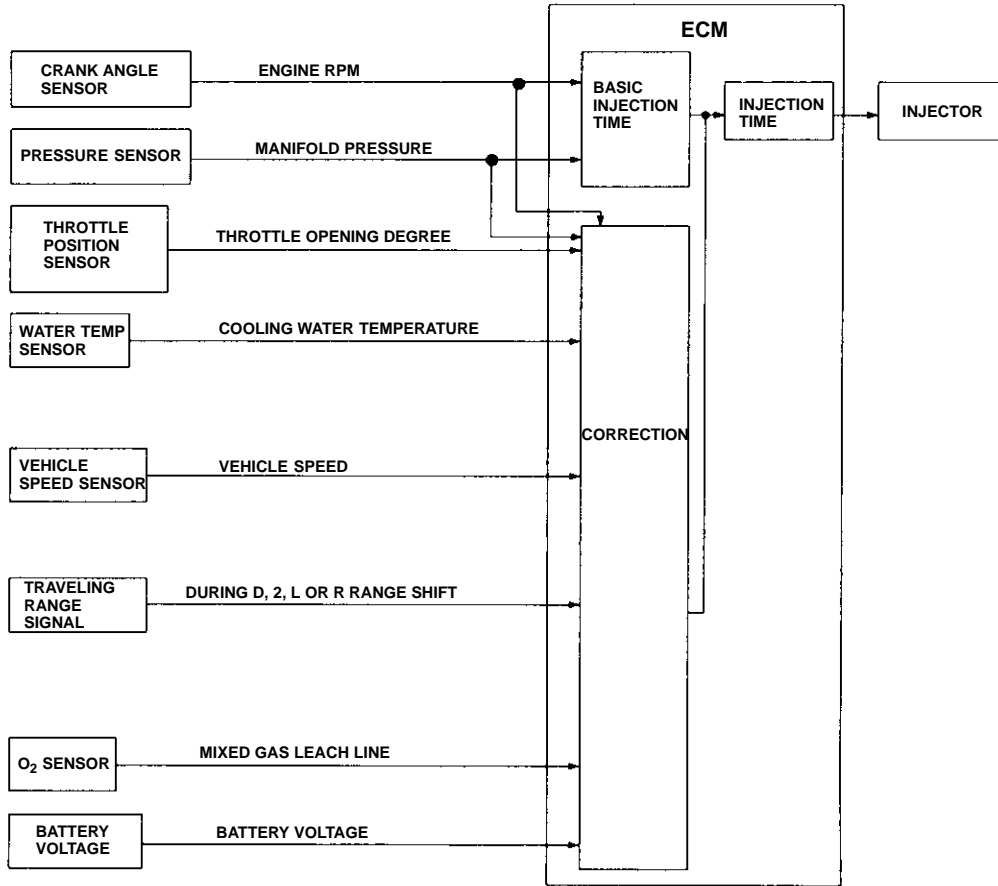 ECM
CRANK ANGLE
SENSOR
ENGINE RPM
BASIC
INJECTION
TIME
INJECTION
TIME
INJECTOR
PRESSURE SENSOR
MANIFOLD PRESSURE
THROTTLE
POSITION
SENSOR
THROTTLE OPENING DEGREE
WATER TEMP
SENSOR
COOLING WATER TEMPERATURE
CORRECTION
VEHICLE
SPEED SENSOR
VEHICLE SPEED
TRAVELING
RANGE
SIGNAL
DURING D, 2, L OR R RANGE SHIFT
O2 SENSOR
MIXED GAS LEACH LINE
BATTERY
VOLTAGE
BATTERY VOLTAGE